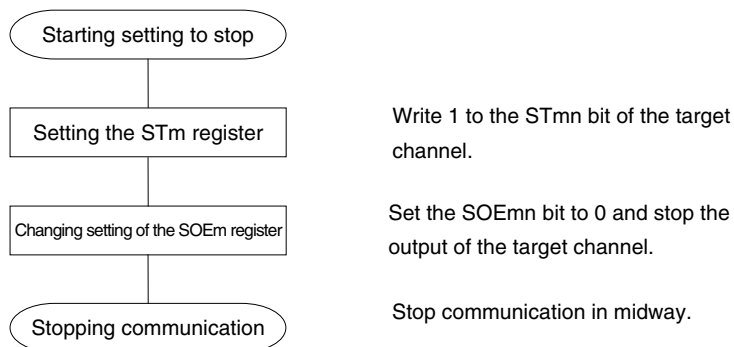 Starting setting to stop
Setting the STm register
Write 1 to the STmn bit of the target
channel.
Changing setting of the SOEm register
Set the SOEmn bit to 0 and stop the
output of the target channel.
Stopping communication
Stop communication in midway.